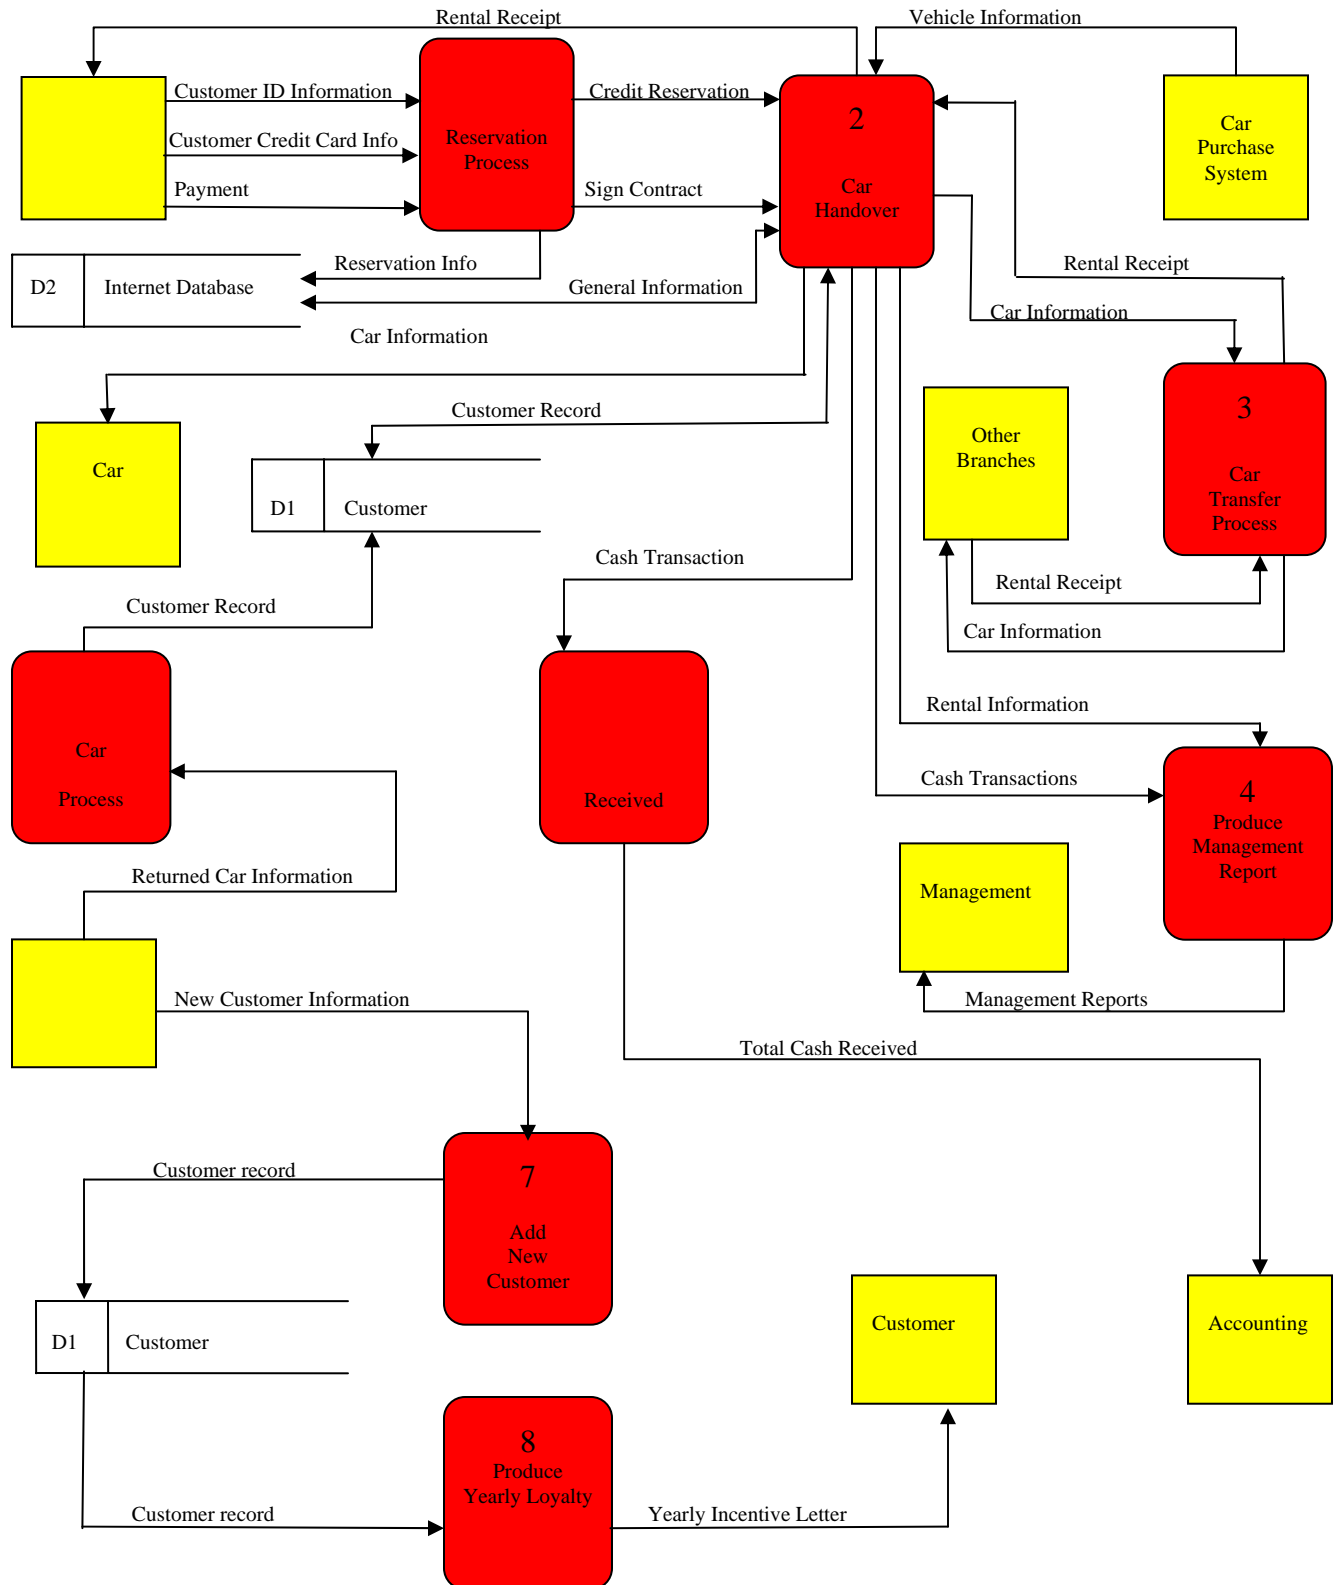 Rental Receipt
Vehicle Information
Customer ID Information
Customer Credit Card Info
Payment
Reservation
Process
Credit Reservation
Sign Contract
2
Car
Handover
Car
Purchase
System
D2
Internet Database
Reservation Info
General Information
Car Information
Rental Receipt
Car Information
Car
Customer Record
D1
Customer
Other
Branches
3
Car
Transfer
Process
Cash Transaction
Rental Receipt
Car Information
Customer Record
Car
Process
Received
Rental Information
Cash Transactions
4
Produce
Management
Report
Returned Car Information
Management
New Customer Information
Management Reports
Total Cash Received
Customer record
7
Add
New
Customer
D1
Customer
Customer
Accounting
8
Produce
Yearly Loyalty
Customer record
Yearly Incentive Letter